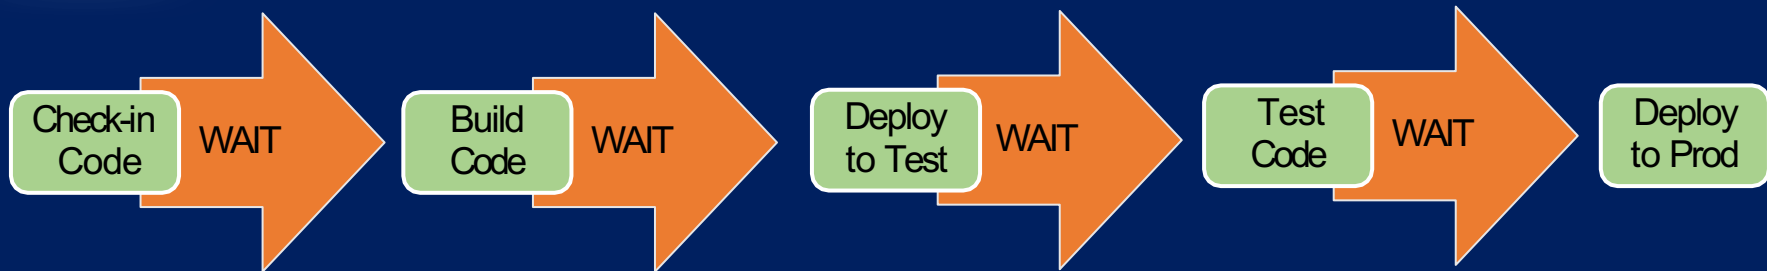 Check-in
Code
WAIT
Build
Code
WAIT
Deploy
to Test
WAIT
Test
Code
WAIT
Deploy
to Prod